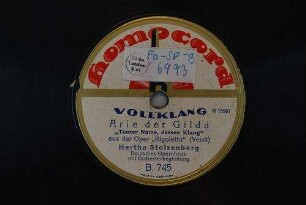 Homocord
Fo-SP-B
6993
VOLLKLANG
Arie der Gilda
„Teurer Name, dessen Klang“
aus der Oper „Rigoletto“ (Verdi)
Hertha Stolzenberg
Deutsches Opernhaus
mit Orchesterbegleitung
B. 745